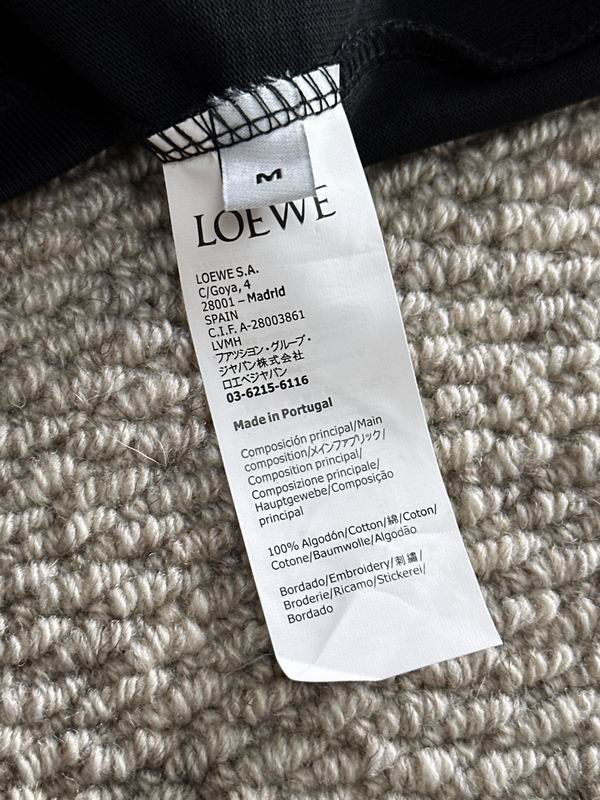 M
LOEWE
LOEWE S.A.
C/Goya, 4
28001 – Madrid
SPAIN
C.I.F. A-28003861
LVMH
ファッション・グループ・
ジャパン株式会社
ロエベジャパン
03-6215-6116
Made in Portugal
Composición principal/Main
composition/メインファブリック/
Composition principal/
Composizione principale/
Hauptgewebe/Composição
principal
100% Algodón/Cotton/綿/Coton/
Cotone/Baumwolle/Algodão
Bordado/Embroidery/刺繍/
Broderie/Ricamo/Stickerei/
Bordado